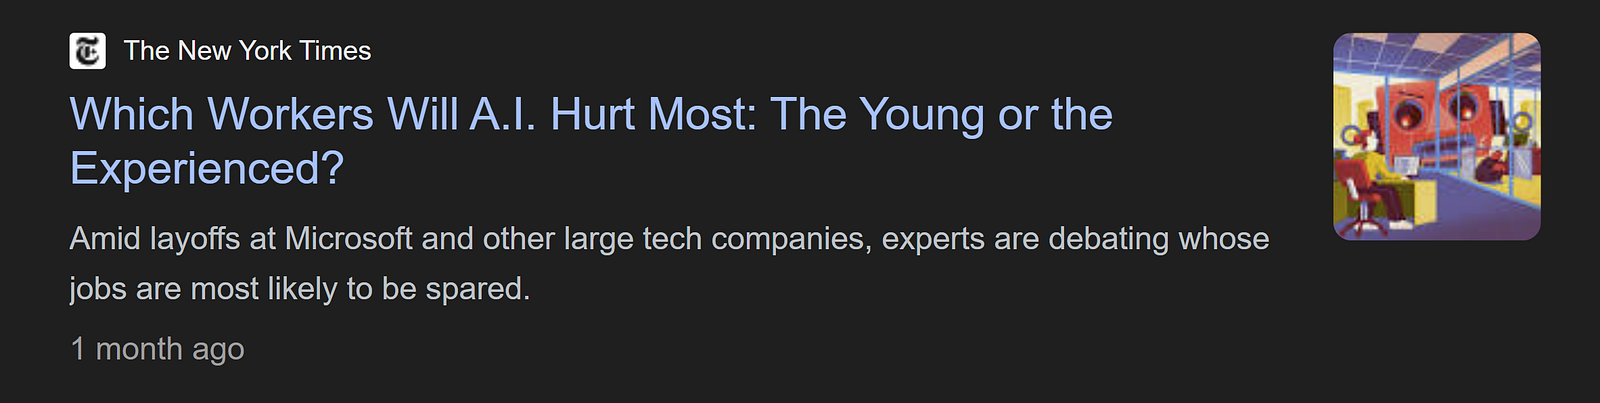 The New York Times
Which Workers Will A.I. Hurt Most: The Young or the
Experienced?
Amid layoffs at Microsoft and other large tech companies, experts are debating whose
jobs are most likely to be spared.
1 month ago